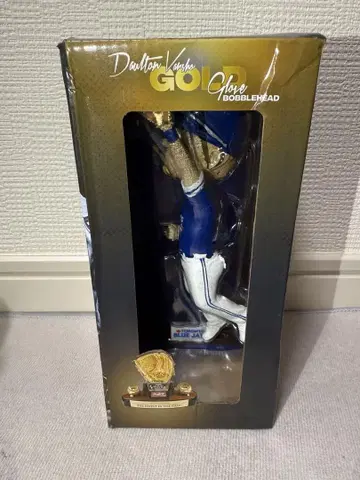 Daulton Varsho
GOLD
Glove
BOBBLEHEAD
BLUE JAYS